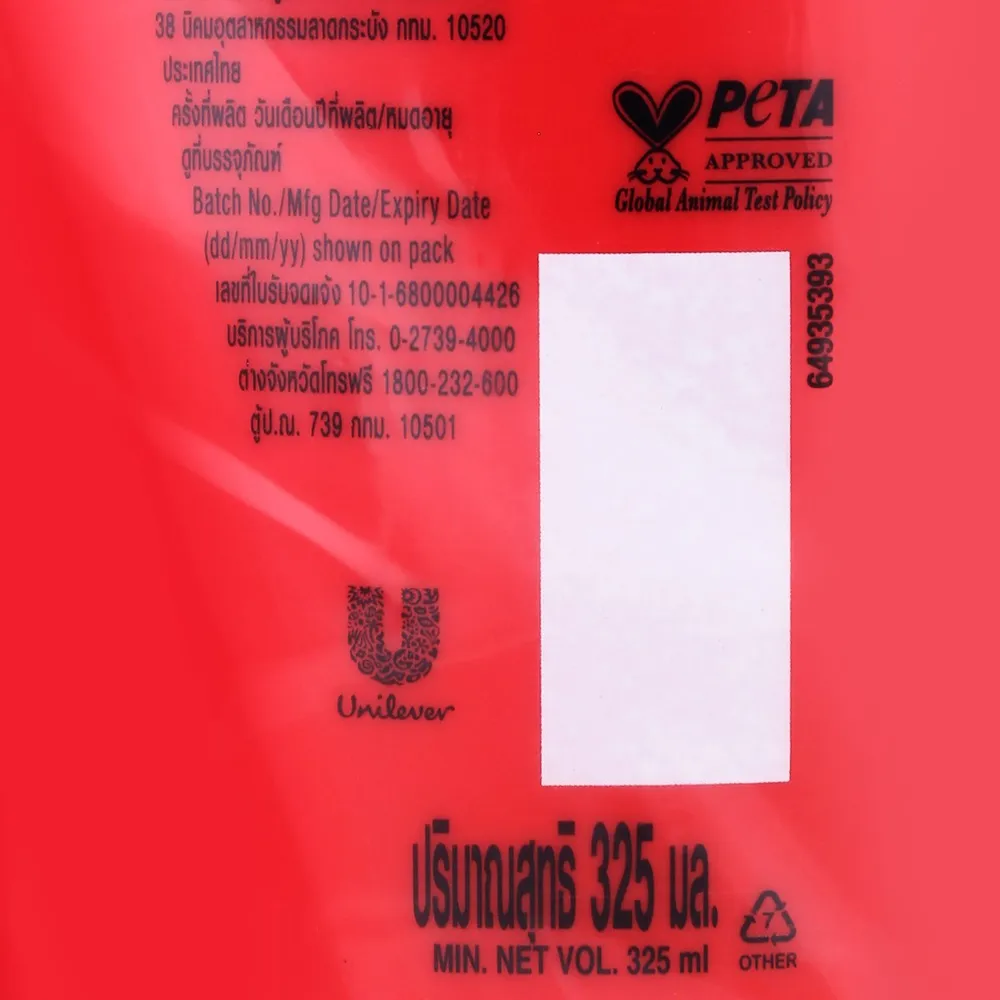 38 นิคมอุตสาหกรรมลาดกระบัง กทม. 10520
ประเทศไทย
ครั้งที่ผลิต วันเดือนปีที่ผลิต/หมดอายุ
ดูที่บรรจุภัณฑ์
Batch No./Mfg Date/Expiry Date
(dd/mm/yy) shown on pack
เลขที่ใบรับจดแจ้ง 10-1-6800004426
บริการผู้บริโภค โทร. 0-2739-4000
ต่างจังหวัดโทรฟรี 1800-232-600
ตู้ป.ณ. 739 กทม. 10501
PeTA
APPROVED
Global Animal Test Policy
64935393
Unilever
ปริมาณสุทธิ 325 มล.
MIN. NET VOL. 325 ml
7
OTHER